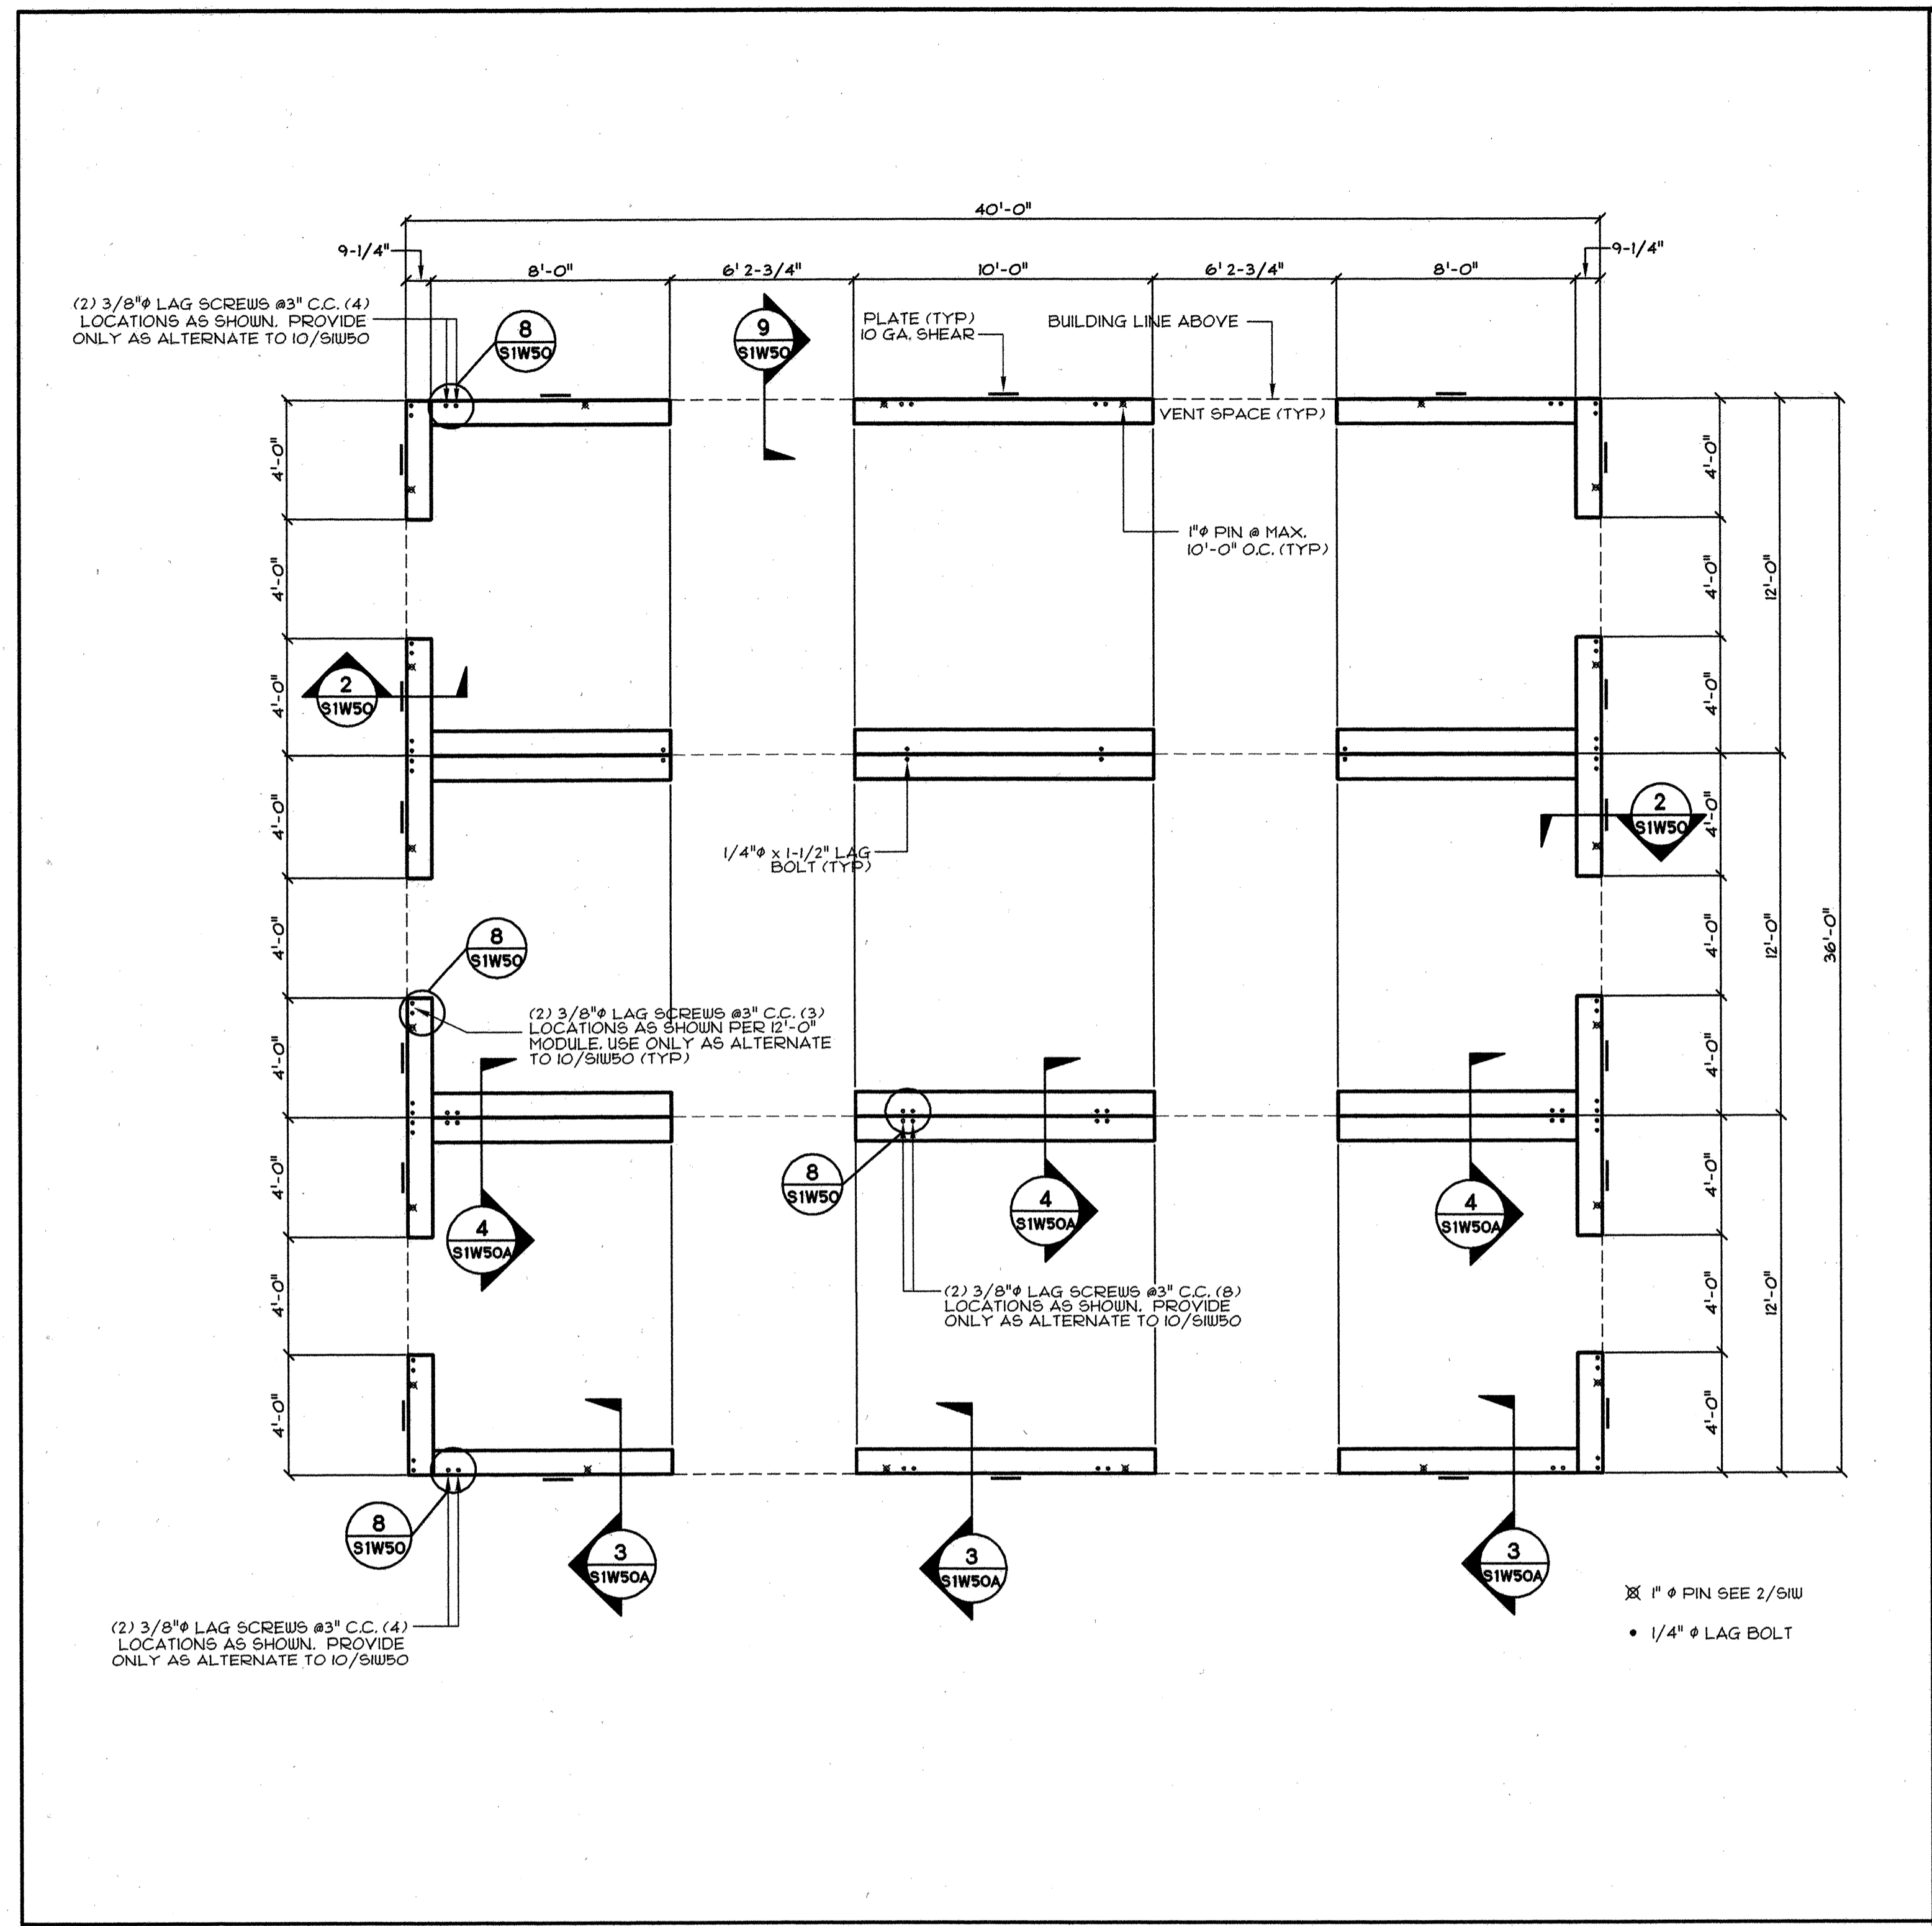 40'-0"
9-1/4"
9-1/4"
8'-0"
6' 2-3/4"
10'-0"
6' 2-3/4"
8'-0"
(2) 3/8"φ LAG SCREWS @3" C.C. (4)
LOCATIONS AS SHOWN. PROVIDE
ONLY AS ALTERNATE TO 10/S1W50
8
S1W50
9
S1W50
PLATE (TYP)
10 GA. SHEAR
BUILDING LINE ABOVE
VENT SPACE (TYP)
4'-0"
4'-0"
1"φ PIN @ MAX.
10'-0" O.C. (TYP)
4'-0"
4'-0"
12'-0"
2
S1W50
4'-0"
4'-0"
1/4"φ x 1-1/2" LAG
BOLT (TYP)
4'-0"
4'-0"
2
S1W50
8
S1W50
4'-0"
4'-0"
12'-0"
36'-0"
(2) 3/8"φ LAG SCREWS @3" C.C. (3)
LOCATIONS AS SHOWN PER 12'-0"
MODULE. USE ONLY AS ALTERNATE
TO 10/S1W50 (TYP)
4'-0"
4'-0"
8
S1W50
4
S1W50A
4
S1W50A
4
S1W50A
4'-0"
4'-0"
(2) 3/8"φ LAG SCREWS @3" C.C. (8)
LOCATIONS AS SHOWN. PROVIDE
ONLY AS ALTERNATE TO 10/S1W50
4'-0"
4'-0"
12'-0"
4'-0"
4'-0"
8
S1W50
3
S1W50A
3
S1W50A
3
S1W50A
(2) 3/8"φ LAG SCREWS @3" C.C. (4)
LOCATIONS AS SHOWN. PROVIDE
ONLY AS ALTERNATE TO 10/S1W50
1" φ PIN SEE 2/S1W
• 1/4" φ LAG BOLT